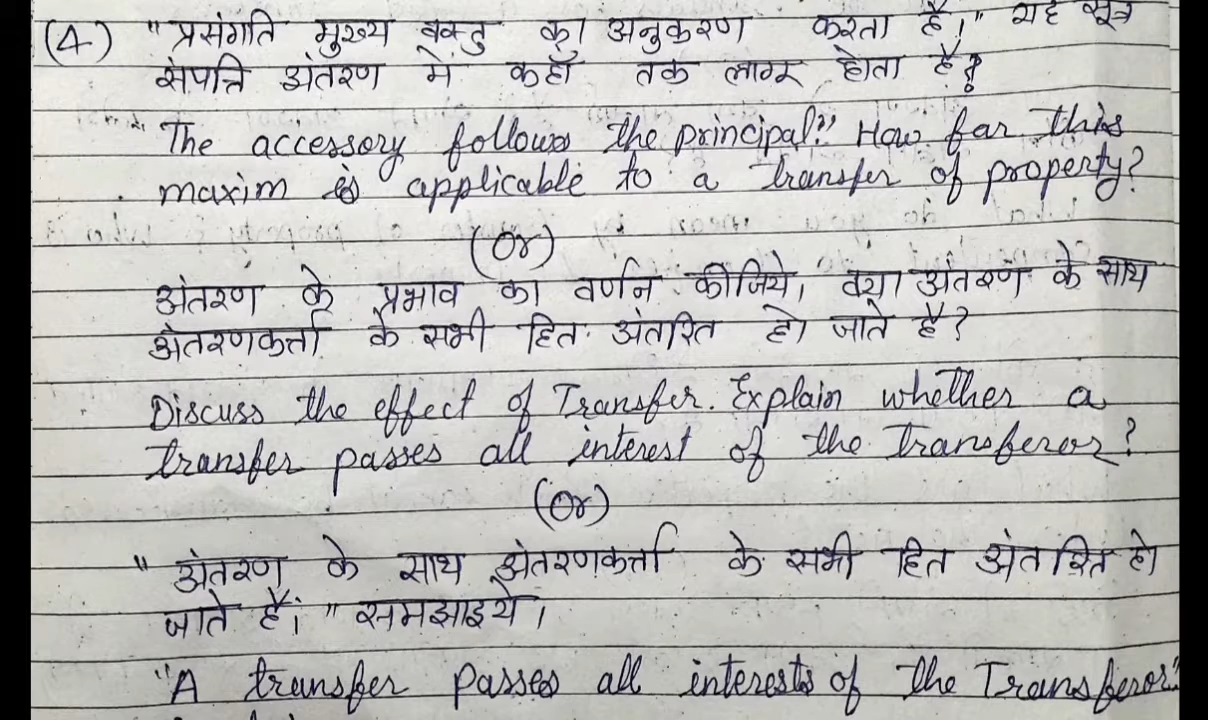 (4) "प्रसंगति मुख्य वस्तु का अनुकरण करता है।" यह सूत्र
संपत्ति अंतरण में कहाँ तक लागू होता है?
"The accessory follows the principal." How far this
maxim is applicable to a transfer of property?
(Or)
अंतरण के प्रभाव का वर्णन कीजिये, क्या अंतरण के साथ
अंतरणकर्त्ता के सभी हित अंतरित हो जाते है?
Discuss the effect of Transfer. Explain whether a
transfer passes all interest of the transferor?
(Or)
"अंतरण के साथ अंतरणकर्त्ता के सभी हित अंतरित हो
जाते है।" समझाइये।
"A transfer passes all interests of the Transferor."